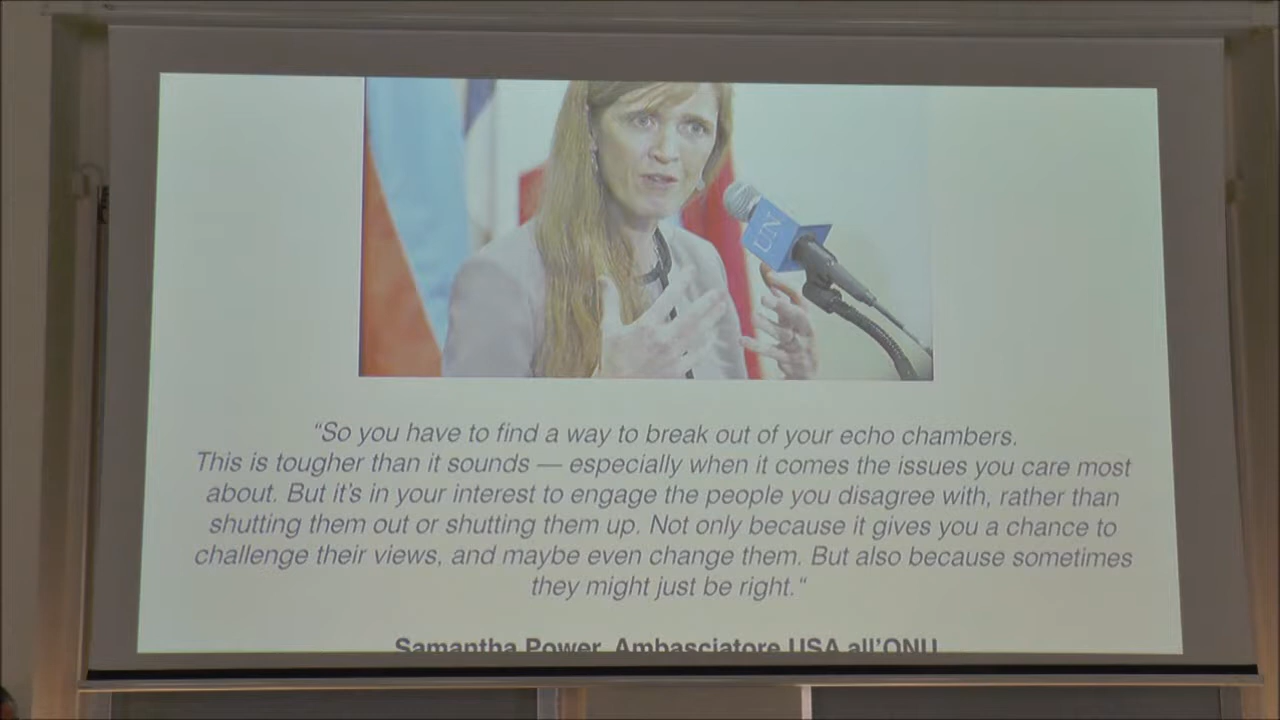 UN
“So you have to find a way to break out of your echo chambers.
This is tougher than it sounds — especially when it comes the issues you care most
about. But it’s in your interest to engage the people you disagree with, rather than
shutting them out or shutting them up. Not only because it gives you a chance to
challenge their views, and maybe even change them. But also because sometimes
they might just be right.“
Samantha Power, Ambasciatore USA all’ONU